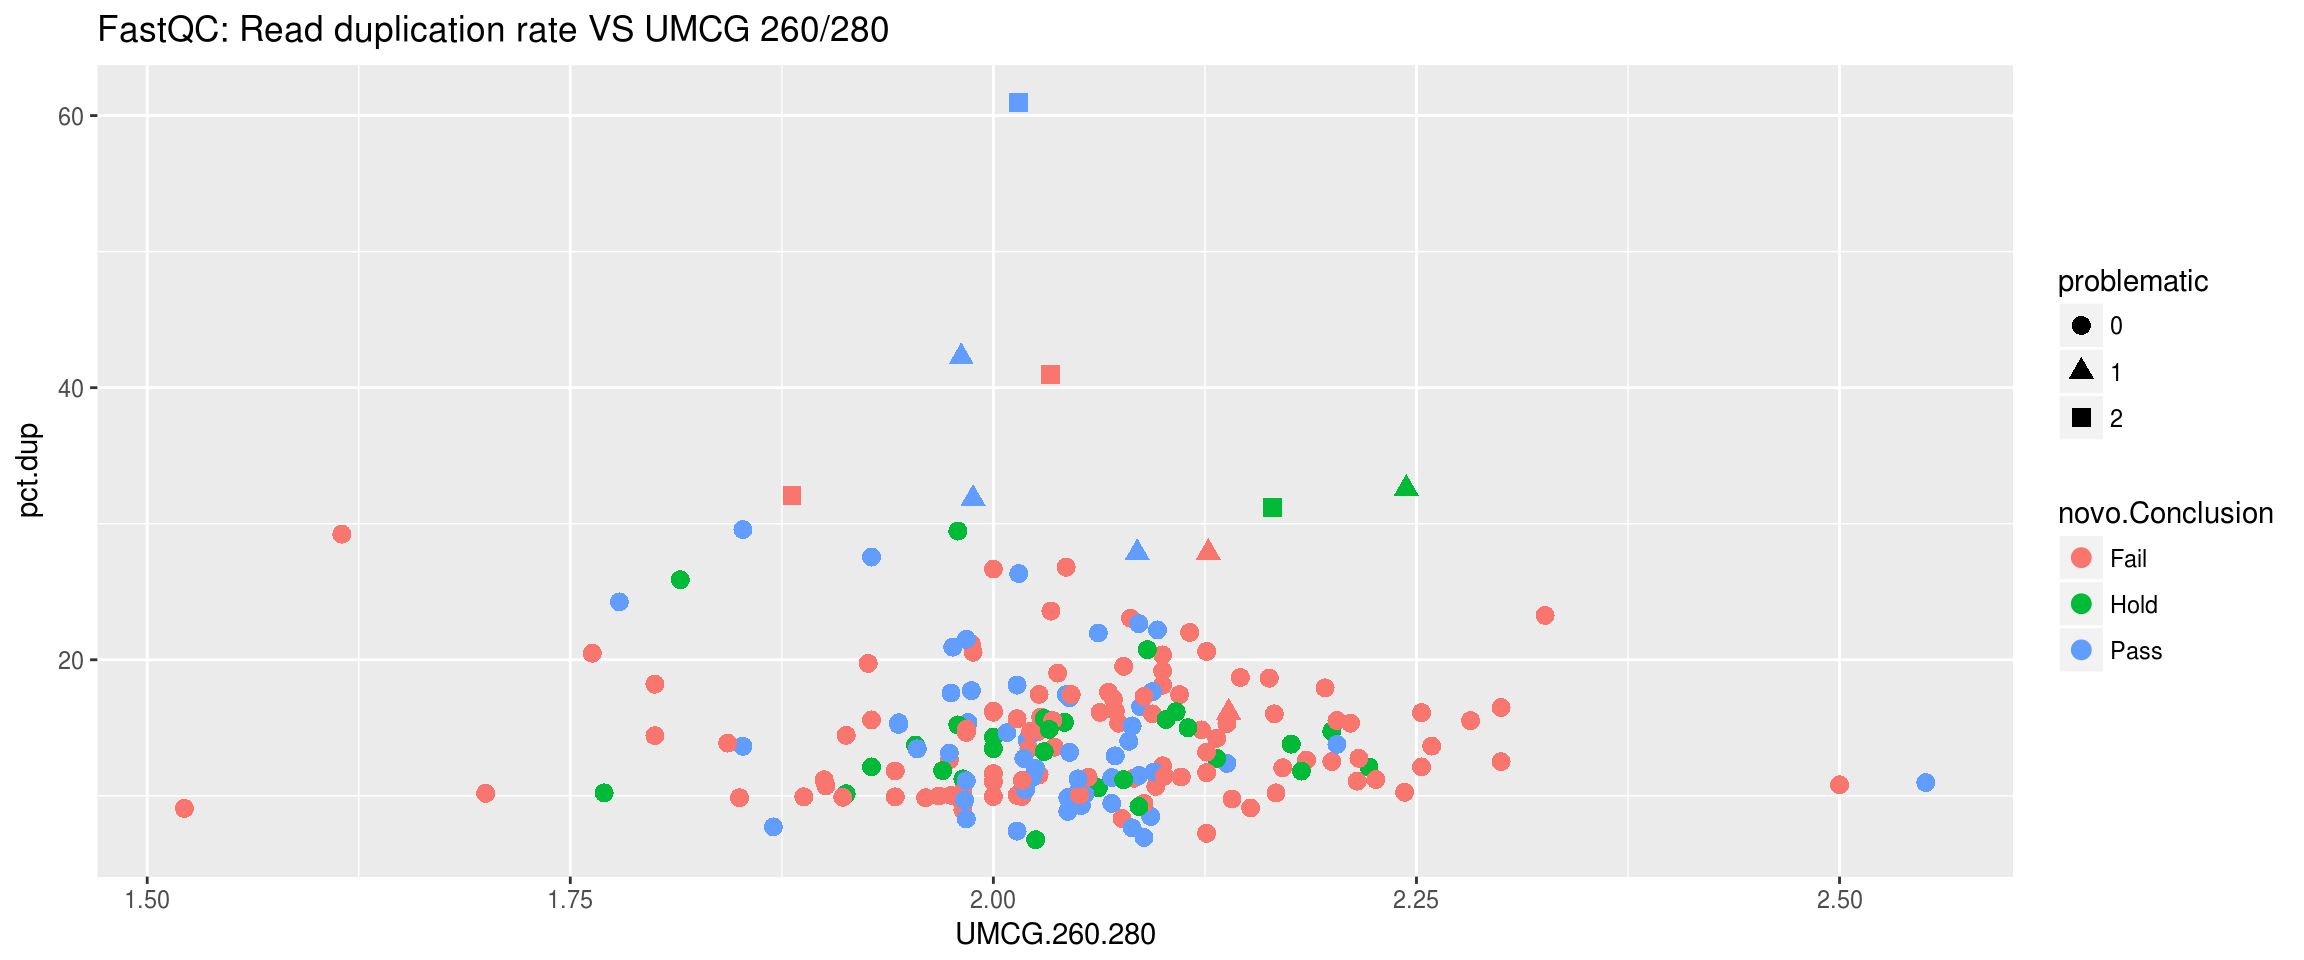 FastQC: Read duplication rate VS UMCG 260/280
60
40
20
pct.dup
1.50
1.75
2.00
2.25
2.50
UMCG.260.280
problematic
0
1
2
novo.Conclusion
Fail
Hold
Pass